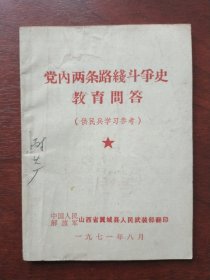 党內两条路綫斗爭史
教育問答
（供民兵学习参考）
中国人民解放军 山西省翼城县人民武装部翻印
一九七一年八月